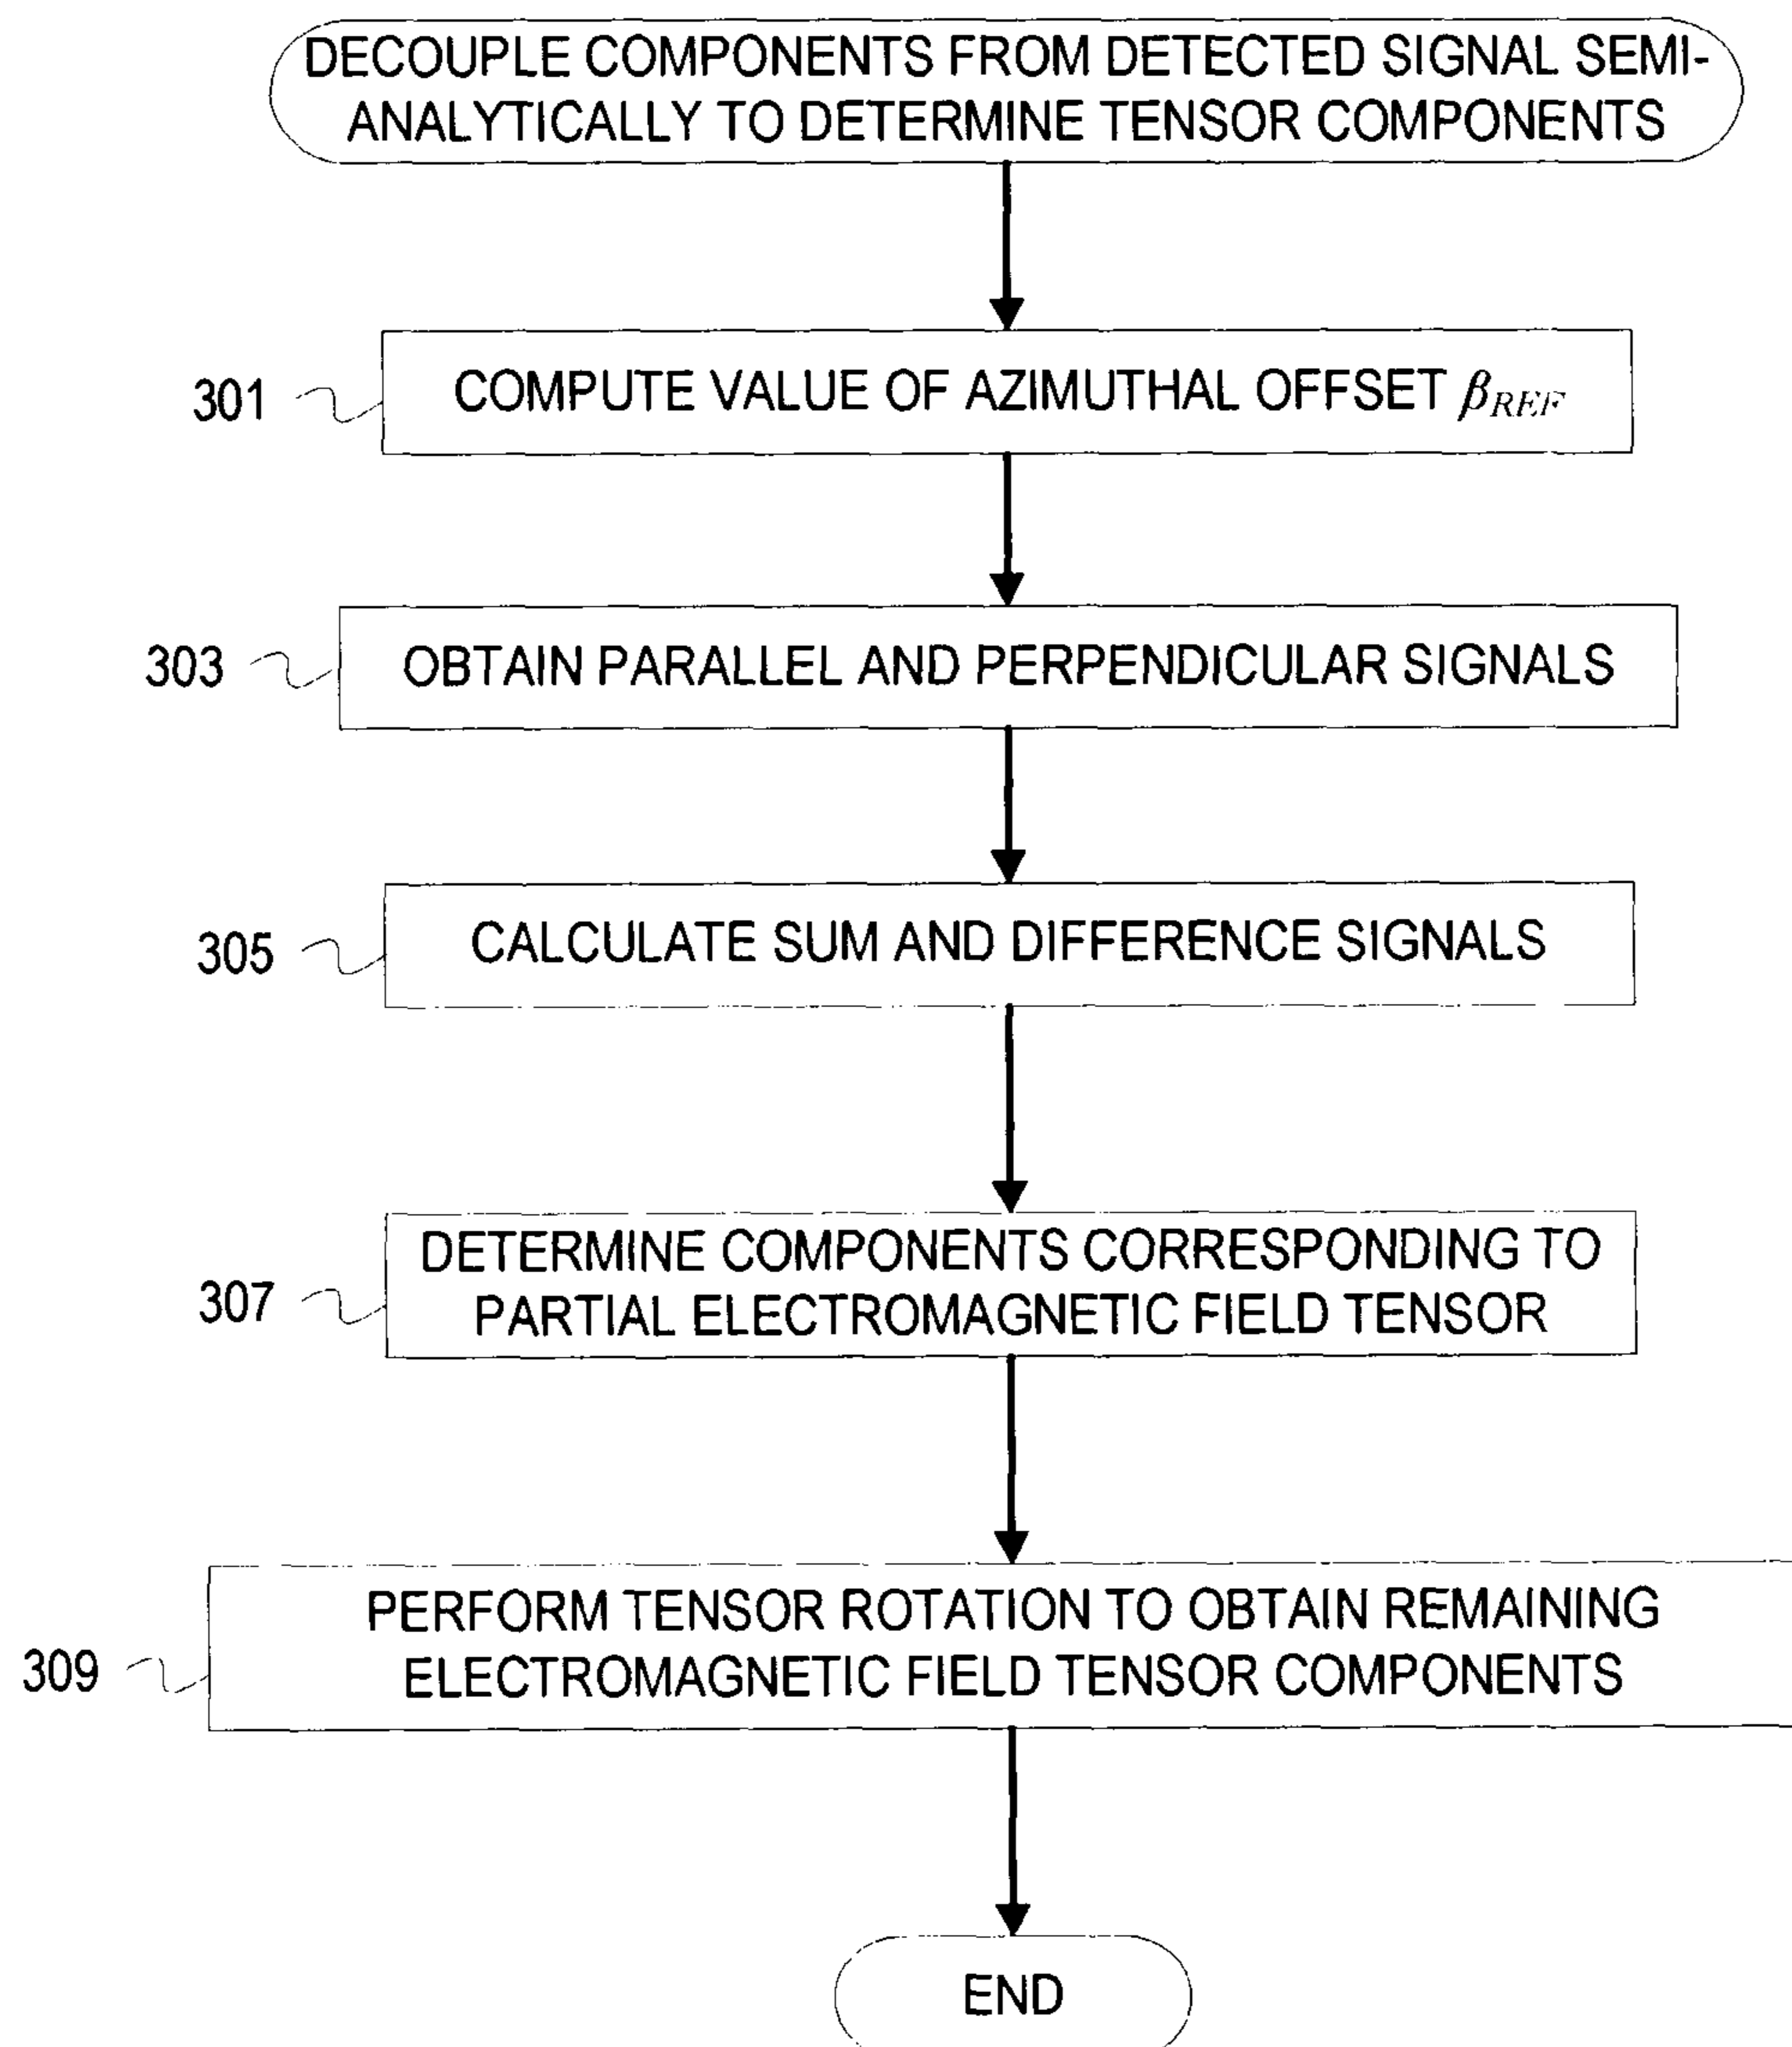 DECOUPLE COMPONENTS FROM DETECTED SIGNAL SEMI-
ANALYTICALLY TO DETERMINE TENSOR COMPONENTS
301
COMPUTE VALUE OF AZIMUTHAL OFFSET βREF
303
OBTAIN PARALLEL AND PERPENDICULAR SIGNALS
305
CALCULATE SUM AND DIFFERENCE SIGNALS
307
DETERMINE COMPONENTS CORRESPONDING TO
PARTIAL ELECTROMAGNETIC FIELD TENSOR
309
PERFORM TENSOR ROTATION TO OBTAIN REMAINING
ELECTROMAGNETIC FIELD TENSOR COMPONENTS
END